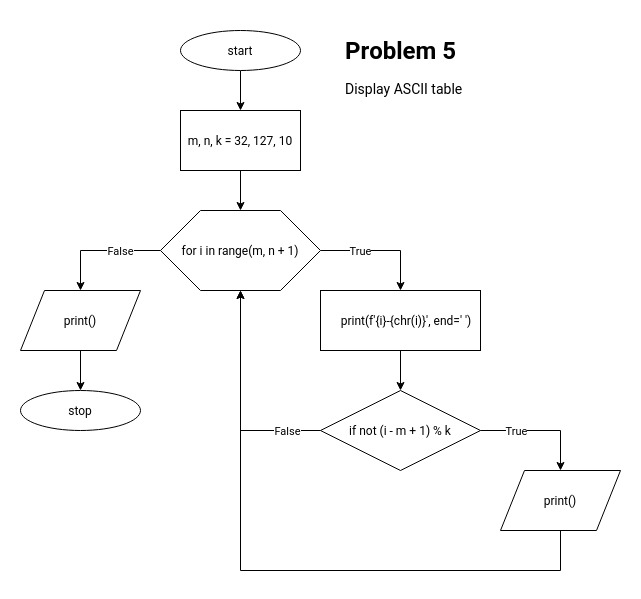 start
Problem 5
Display ASCII table
m, n, k = 32, 127, 10
for i in range(m, n + 1)
False
True
print()
print(f'{i}-{chr(i)}', end=' ')
stop
False
if not (i - m + 1) % k
True
print()